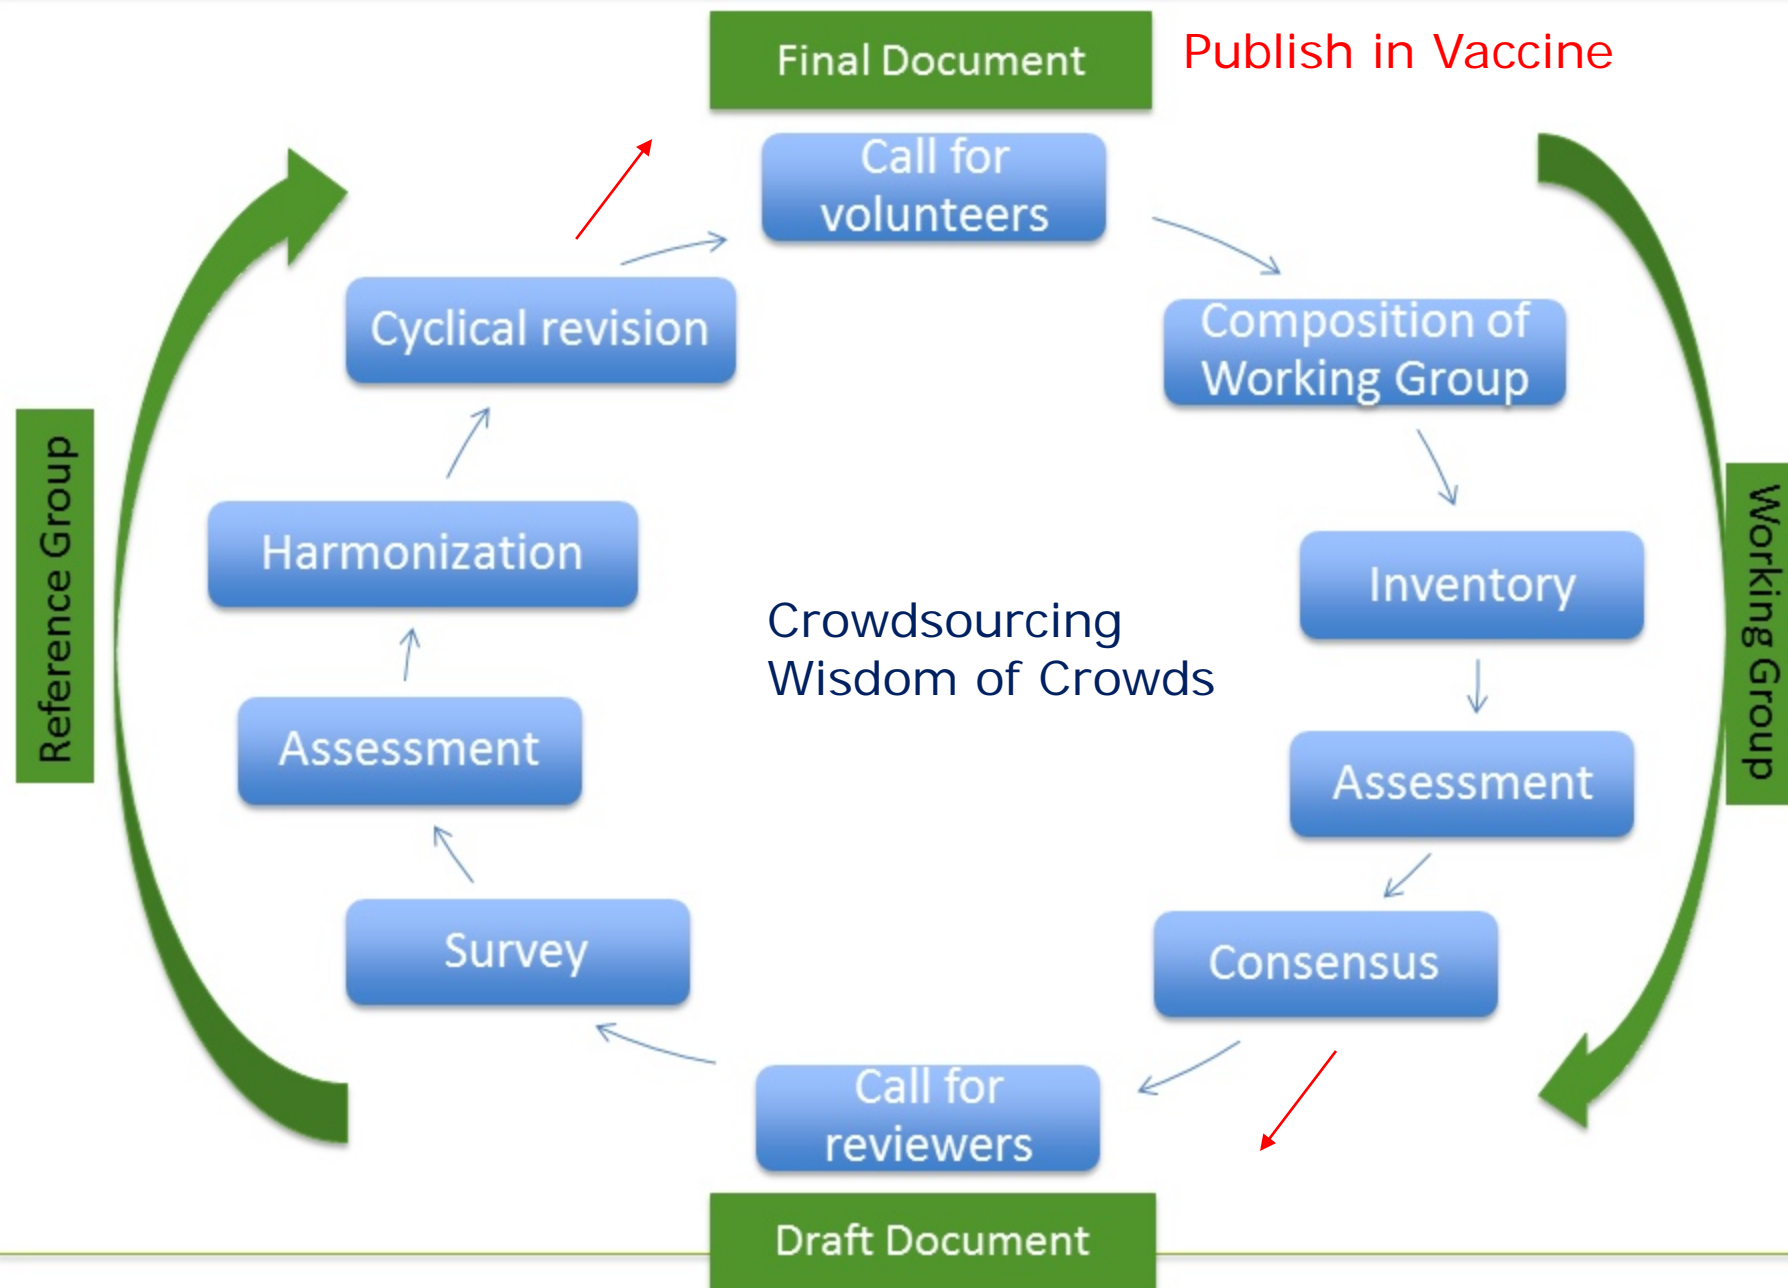 Final Document
Publish in Vaccine
Call for
volunteers
Composition of
Working Group
Inventory
Assessment
Consensus
Working Group
Call for
reviewers
Draft Document
Survey
Assessment
Harmonization
Cyclical revision
Reference Group
Crowdsourcing
Wisdom of Crowds